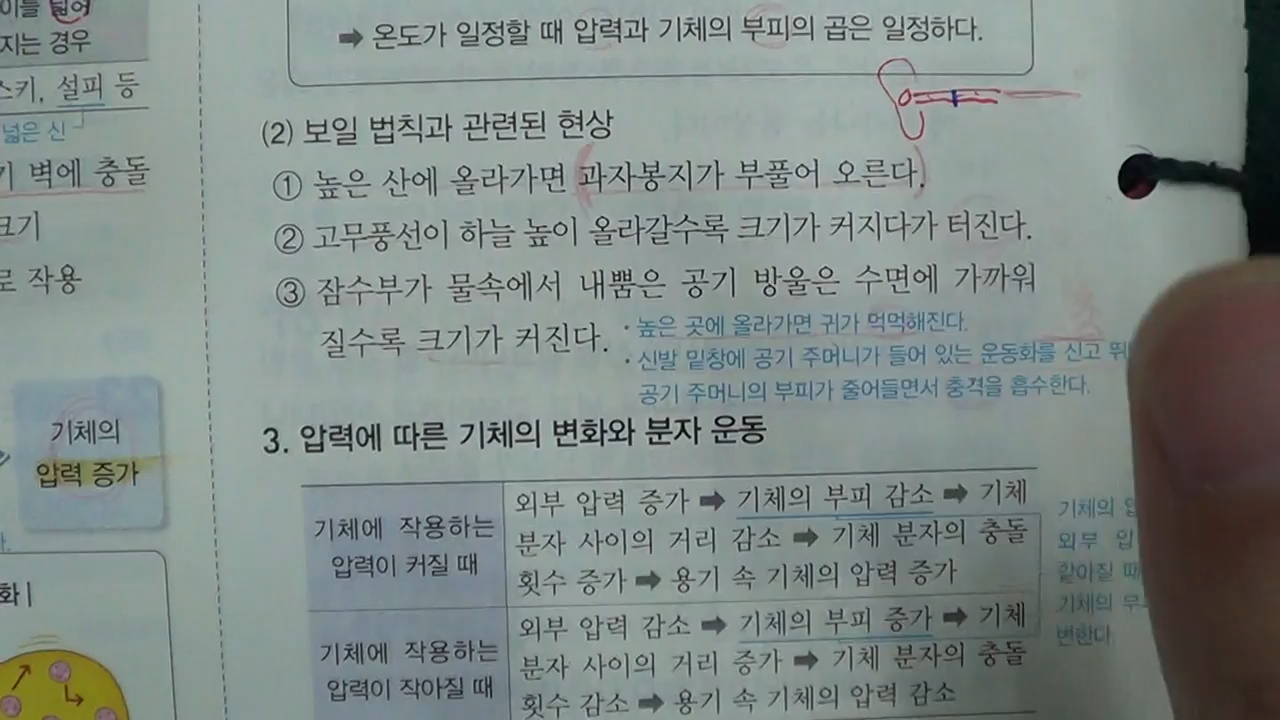 이들 넓어
지는 경우
스키, 설피 등
넓은 신
기 벽에 충돌
크기
로 작용
기체의
압력 증가
화 |
➡ 온도가 일정할 때 압력과 기체의 부피의 곱은 일정하다.
(2) 보일 법칙과 관련된 현상
① 높은 산에 올라가면 과자봉지가 부풀어 오른다.
② 고무풍선이 하늘 높이 올라갈수록 크기가 커지다가 터진다.
③ 잠수부가 물속에서 내뿜은 공기 방울은 수면에 가까워
질수록 크기가 커진다.
• 높은 곳에 올라가면 귀가 먹먹해진다.
• 신발 밑창에 공기 주머니가 들어 있는 운동화를 신고 뛰
공기 주머니의 부피가 줄어들면서 충격을 흡수한다.
3. 압력에 따른 기체의 변화와 분자 운동
기체에 작용하는
압력이 커질 때
외부 압력 증가 ➡ 기체의 부피 감소 ➡ 기체
분자 사이의 거리 감소 ➡ 기체 분자의 충돌
횟수 증가 ➡ 용기 속 기체의 압력 증가
기체에 작용하는
압력이 작아질 때
외부 압력 감소 ➡ 기체의 부피 증가 ➡ 기체
분자 사이의 거리 증가 ➡ 기체 분자의 충돌
횟수 감소 ➡ 용기 속 기체의 압력 감소
기체의
외부 압
같아질 때
기체의
변한다